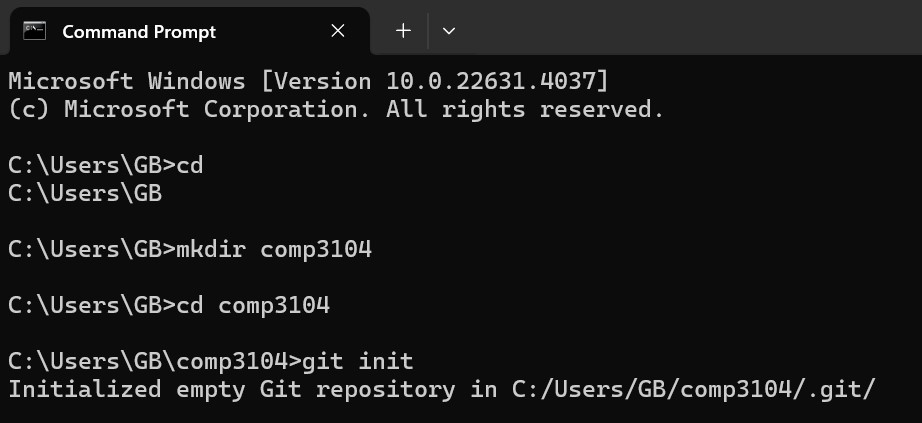 Command Prompt
Microsoft Windows [Version 10.0.22631.4037]
(c) Microsoft Corporation. All rights reserved.
C:\Users\GB>cd
C:\Users\GB
C:\Users\GB>mkdir comp3104
C:\Users\GB>cd comp3104
C:\Users\GB\comp3104>git init
Initialized empty Git repository in C:/Users/GB/comp3104/.git/